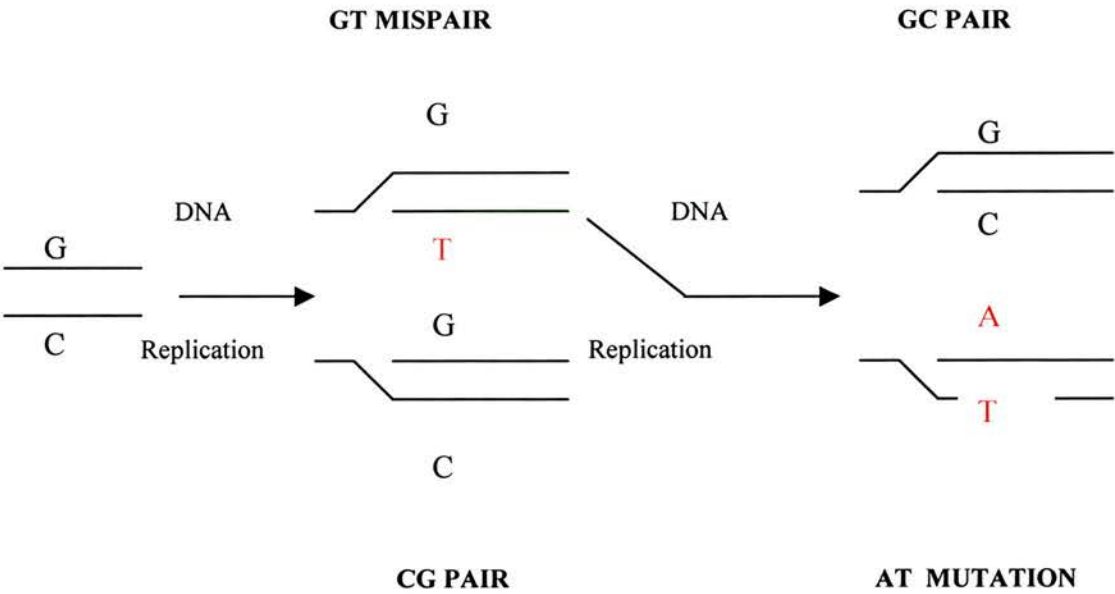 GT MISPAIR
GC PAIR
G
G
DNA
DNA
C
G
T
A
G
C
Replication
Replication
T
C
CG PAIR
AT MUTATION